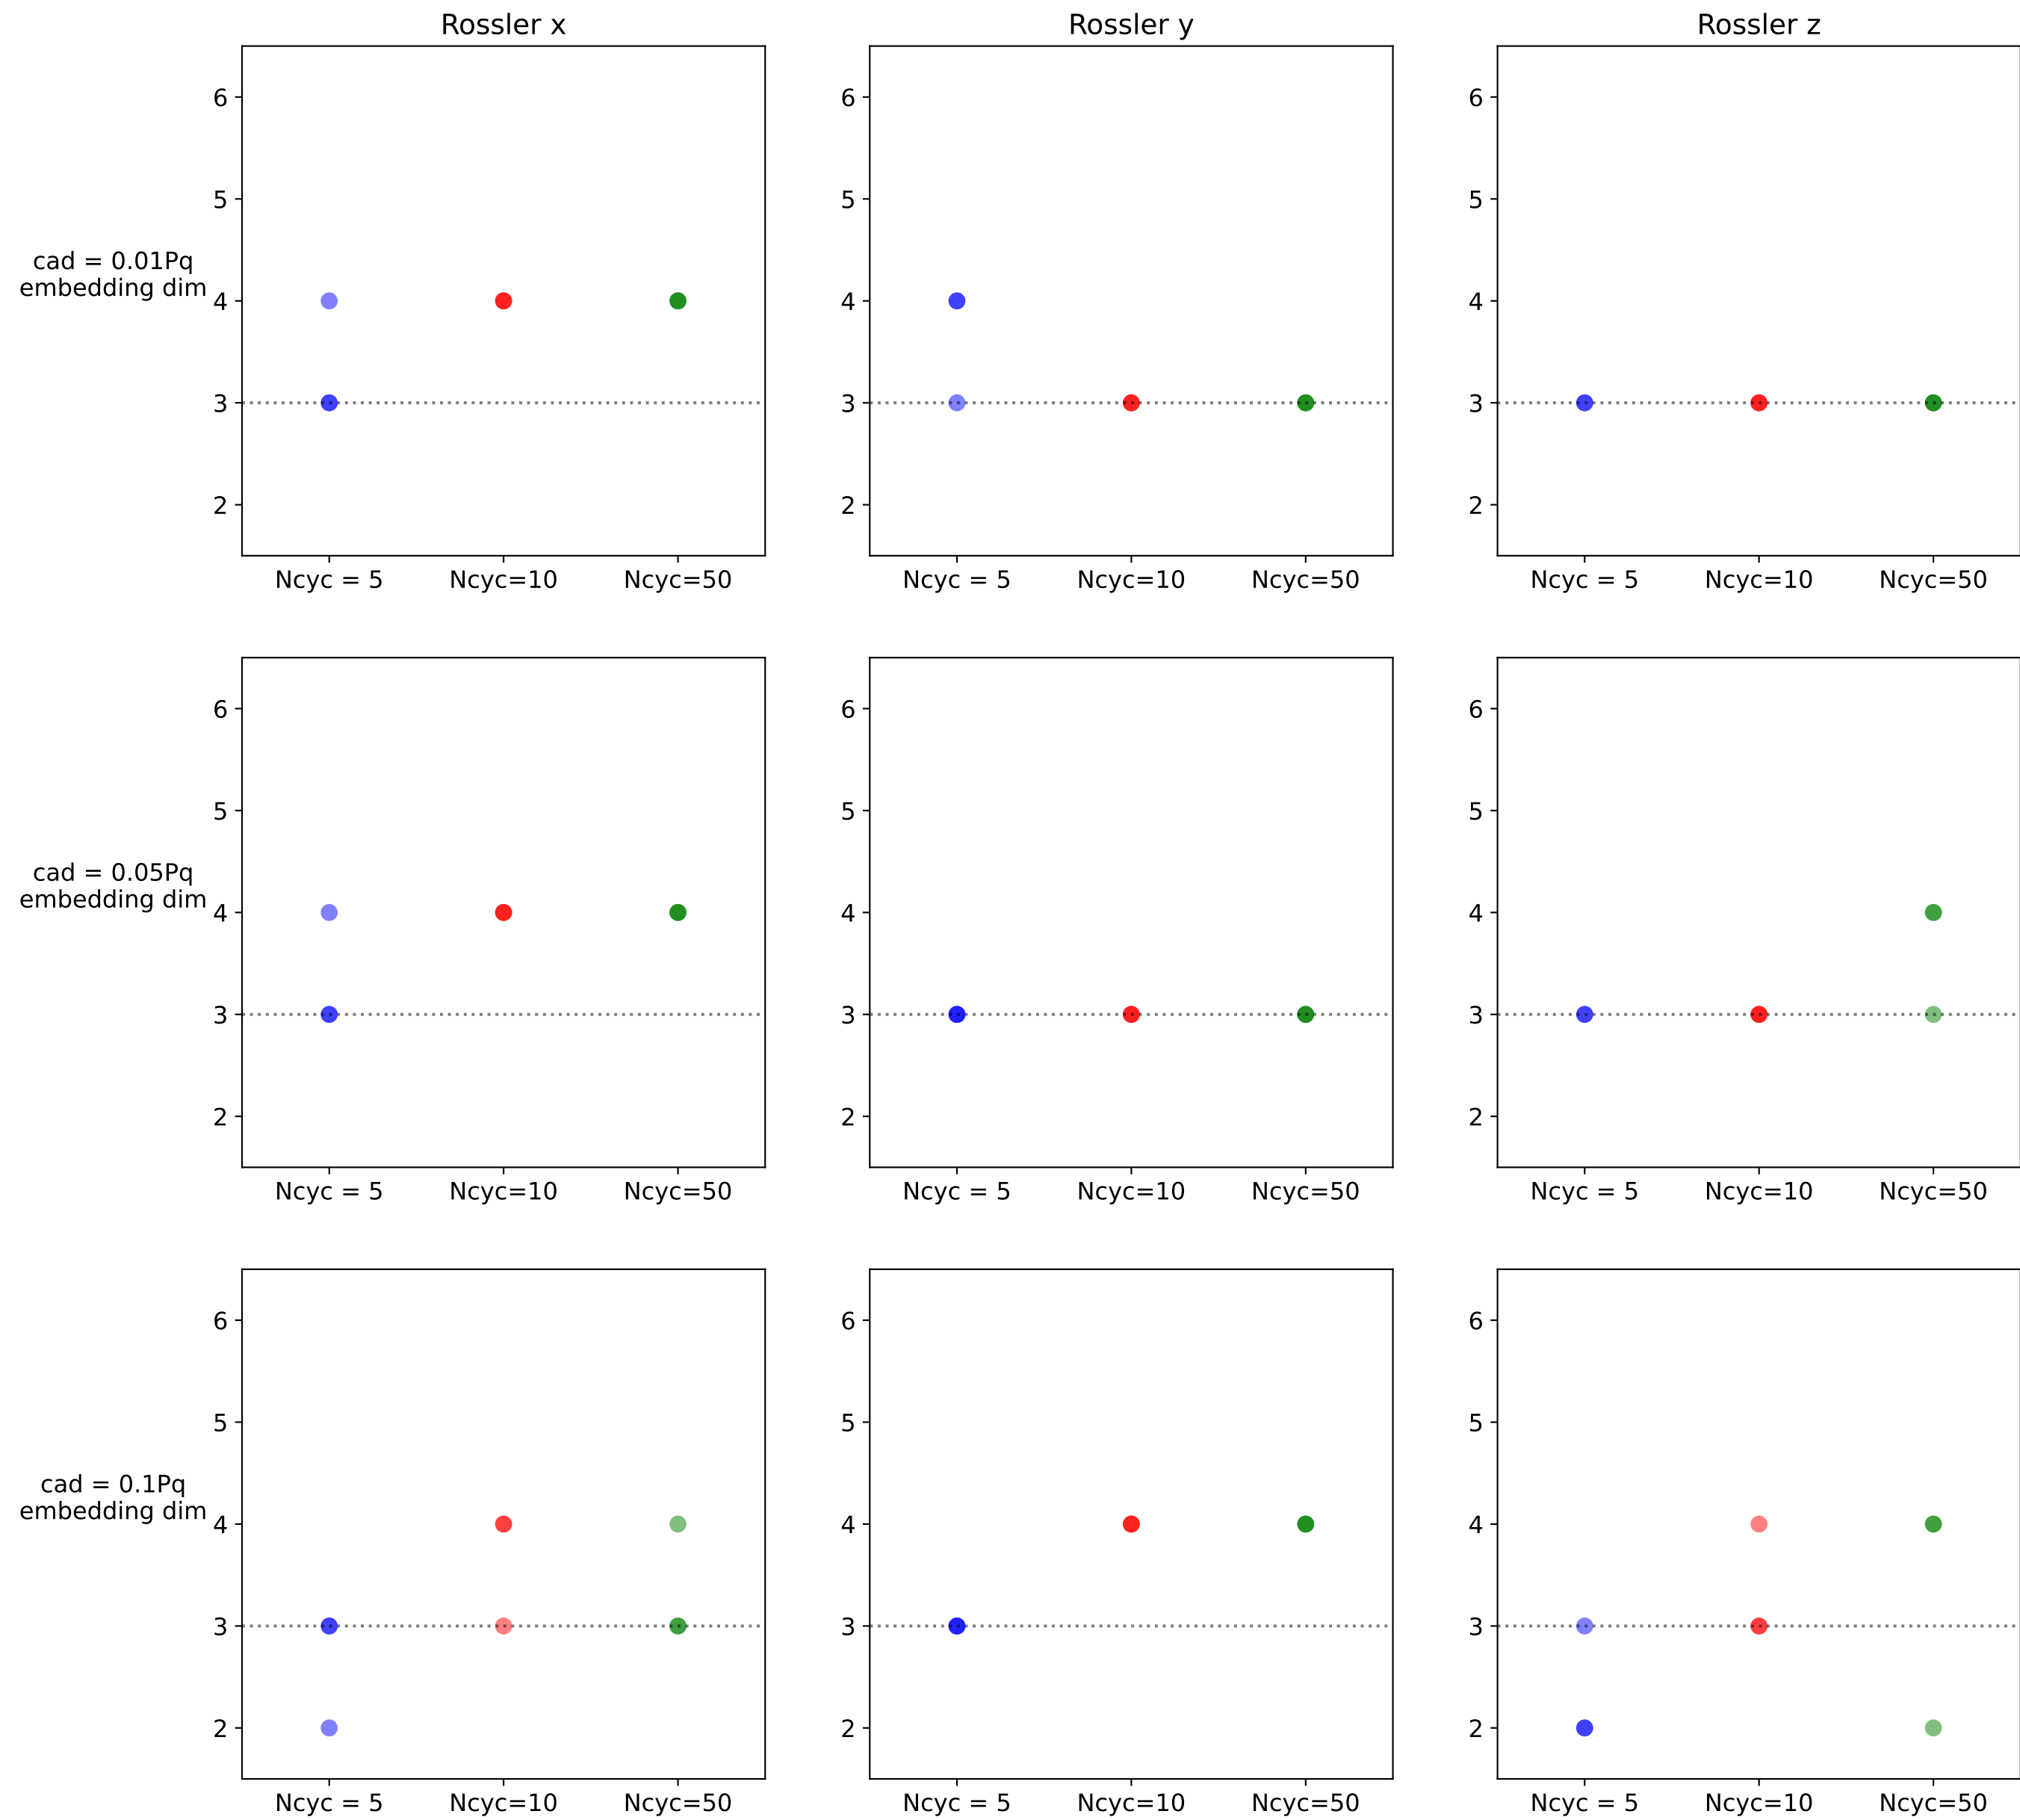 Rossler x
Rossler y
Rossler z
cad = 0.01Pq
embedding dim
6
5
4
3
2
Ncyc = 5 Ncyc=10 Ncyc=50
6
5
4
3
2
Ncyc = 5 Ncyc=10 Ncyc=50
6
5
4
3
2
Ncyc = 5 Ncyc=10 Ncyc=50
cad = 0.05Pq
embedding dim
6
5
4
3
2
Ncyc = 5 Ncyc=10 Ncyc=50
6
5
4
3
2
Ncyc = 5 Ncyc=10 Ncyc=50
6
5
4
3
2
Ncyc = 5 Ncyc=10 Ncyc=50
cad = 0.1Pq
embedding dim
6
5
4
3
2
Ncyc = 5 Ncyc=10 Ncyc=50
6
5
4
3
2
Ncyc = 5 Ncyc=10 Ncyc=50
6
5
4
3
2
Ncyc = 5 Ncyc=10 Ncyc=50